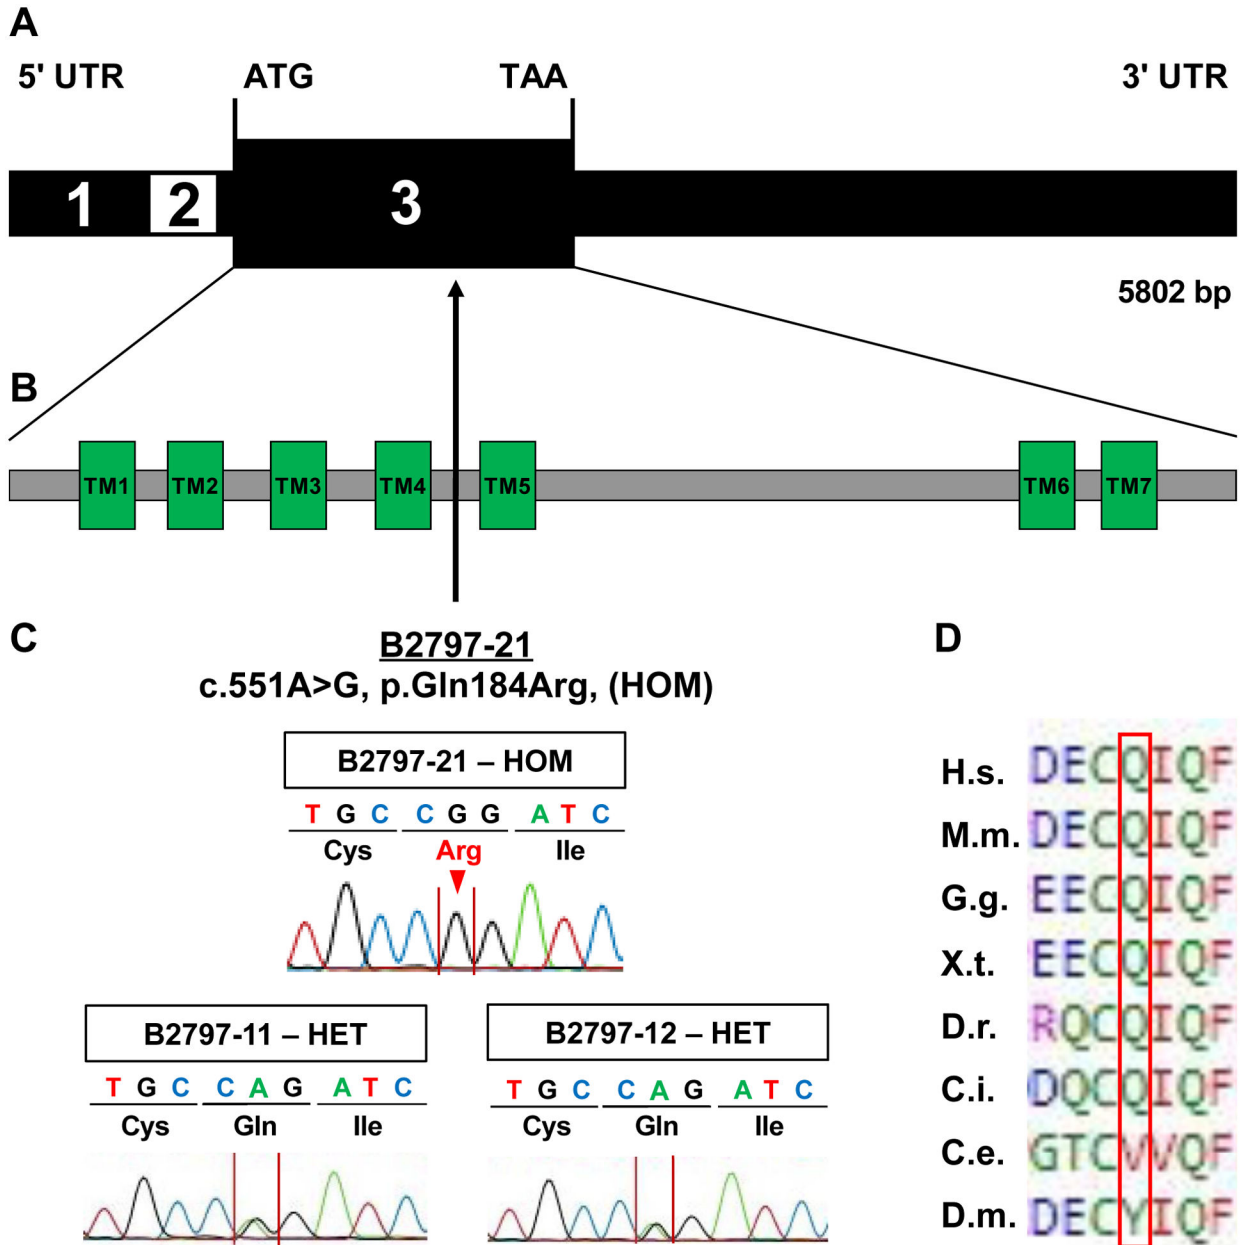 A
5' UTR ATG TAA 3' UTR
1 2 3
5802 bp
B
TM1 TM2 TM3 TM4 TM5 TM6 TM7
C
B2797-21
c.551A>G, p.Gln184Arg, (HOM)
B2797-21 – HOM
T G C C G G A T C
Cys Arg Ile
B2797-11 – HET
T G C C A G A T C
Cys Gln Ile
B2797-12 – HET
T G C C A G A T C
Cys Gln Ile
D
H.s. DECQIQF
M.m. DECQIQF
G.g. EECQIQF
X.t. EECQIQF
D.r. RQCQIQF
C.i. DQCQIQF
C.e. GTCVVQF
D.m. DECYIQF